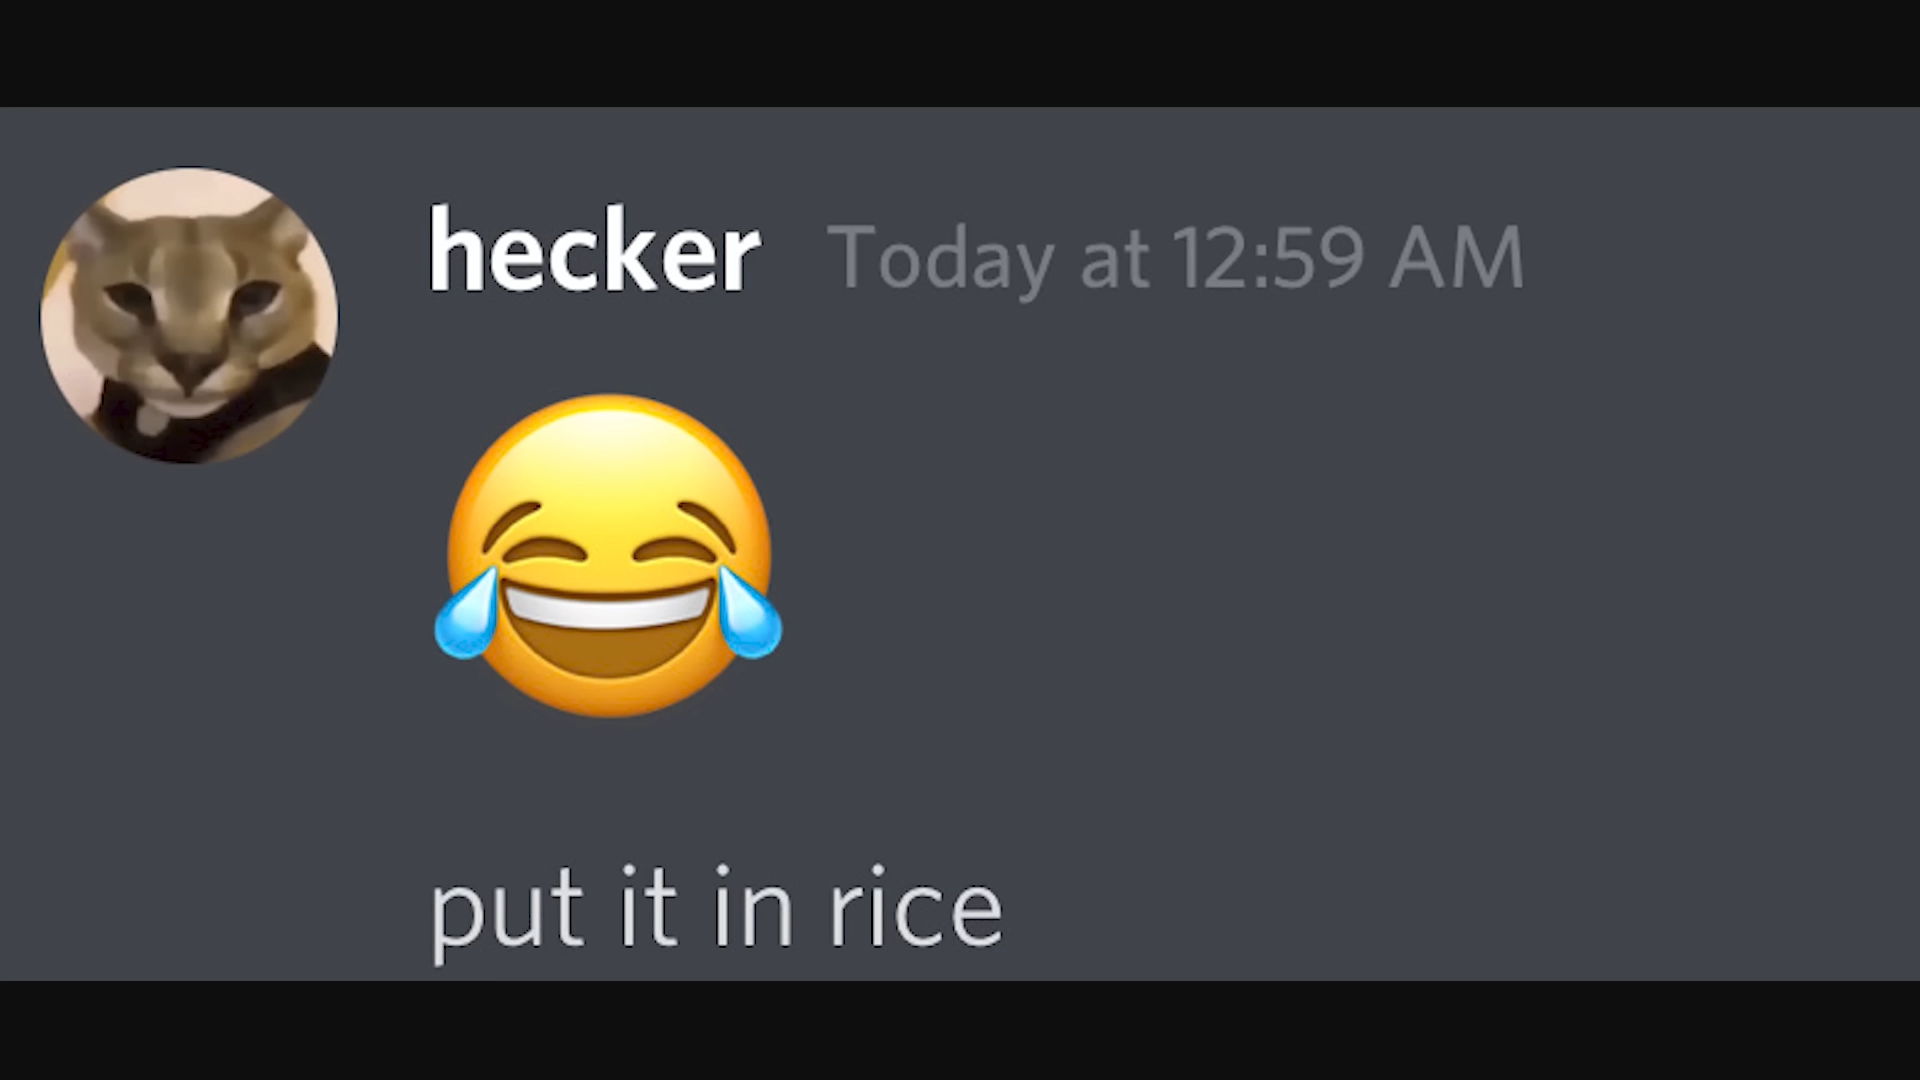 hecker Today at 12:59 AM
😂
put it in rice